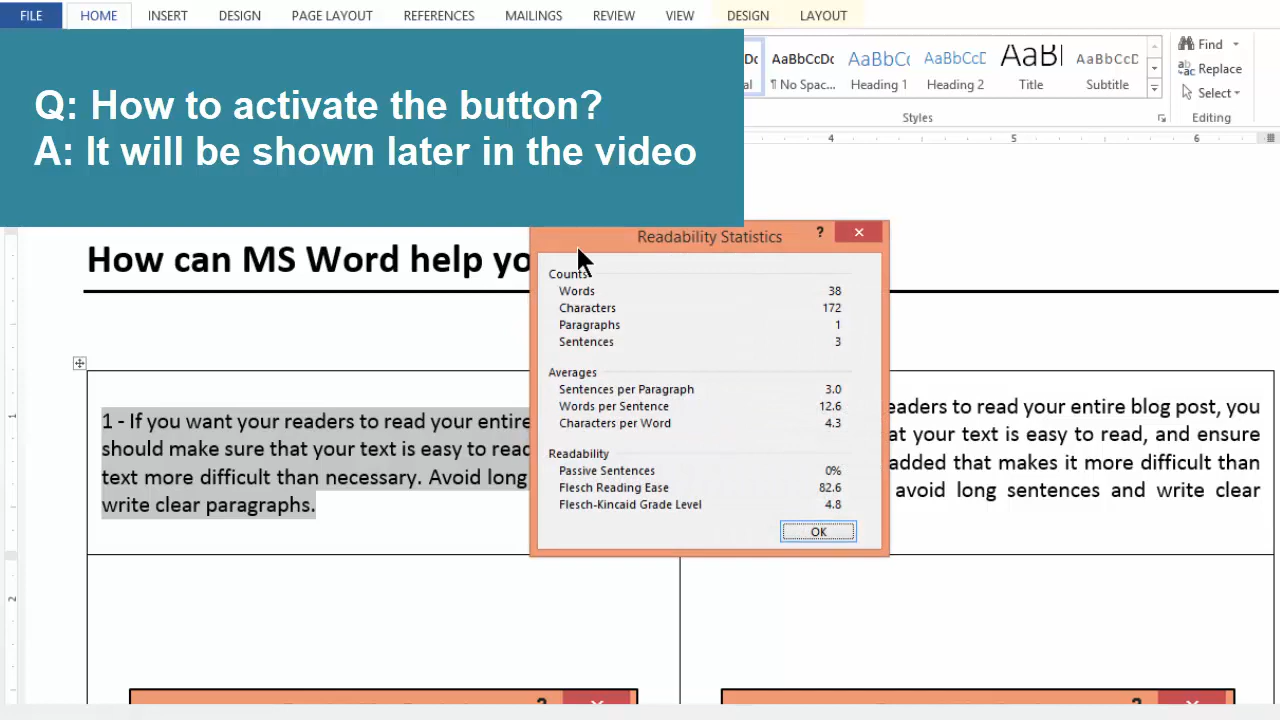 FILE HOME INSERT DESIGN PAGE LAYOUT REFERENCES MAILINGS REVIEW VIEW DESIGN LAYOUT
Q: How to activate the button?
A: It will be shown later in the video
AaBbCcDc AaBbCc AaBbCcD AaB AaBbCcD
¶ No Spac... Heading 1 Heading 2 Title Subtitle
Styles
Find
Replace
Select
Editing
4 5 6
How can MS Word help yo
Readability Statistics
?
Counts
Words 38
Characters 172
Paragraphs 1
Sentences 3
Averages
Sentences per Paragraph 3.0
Words per Sentence 12.6
Characters per Word 4.3
Readability
Passive Sentences 0%
Flesch Reading Ease 82.6
Flesch-Kincaid Grade Level 4.8
OK
1 - If you want your readers to read your entire
should make sure that your text is easy to read
text more difficult than necessary. Avoid long
write clear paragraphs.
eaders to read your entire blog post, you
at your text is easy to read, and ensure
added that makes it more difficult than
avoid long sentences and write clear
1
2